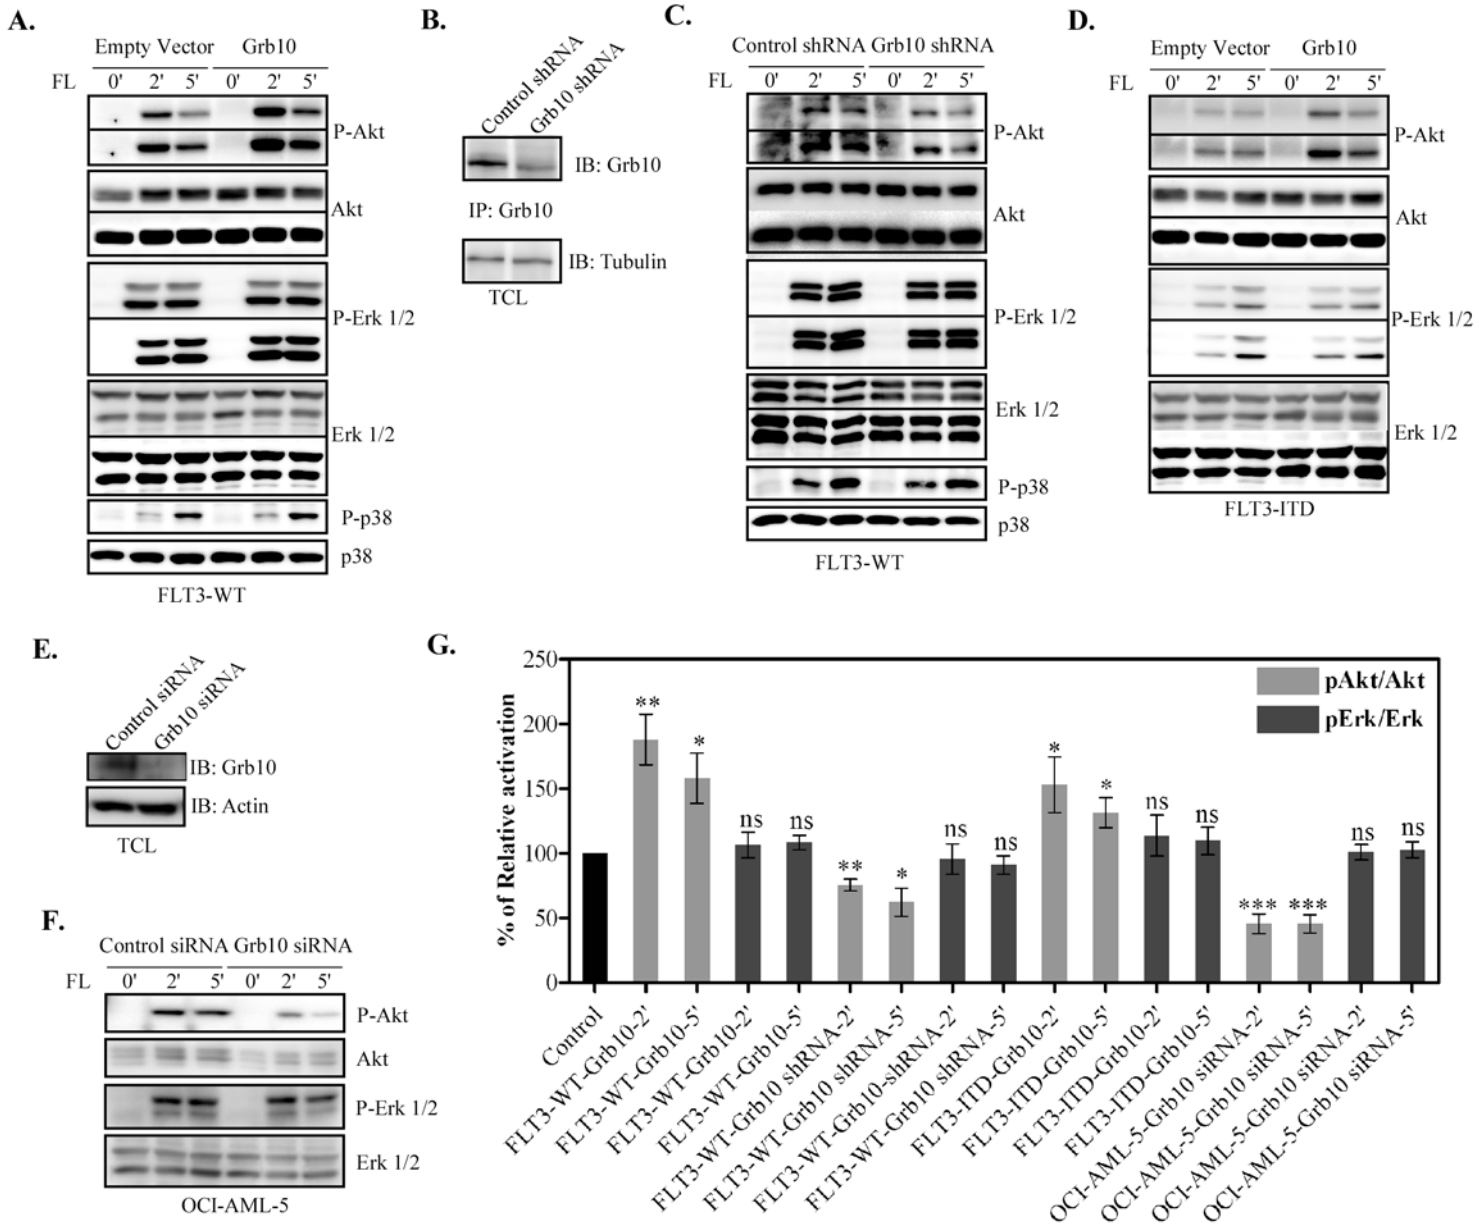 A.
Empty Vector Grb10
FL 0' 2' 5' 0' 2' 5'
P-Akt
Akt
P-Erk 1/2
Erk 1/2
P-p38
p38
FLT3-WT
B.
Control shRNA
Grb10 shRNA
IB: Grb10
IP: Grb10
IB: Tubulin
TCL
C.
Control shRNA Grb10 shRNA
FL 0' 2' 5' 0' 2' 5'
P-Akt
Akt
P-Erk 1/2
Erk 1/2
P-p38
p38
FLT3-WT
D.
Empty Vector Grb10
FL 0' 2' 5' 0' 2' 5'
P-Akt
Akt
P-Erk 1/2
Erk 1/2
FLT3-ITD
E.
Control siRNA
Grb10 siRNA
IB: Grb10
IB: Actin
TCL
F.
Control siRNA Grb10 siRNA
FL 0' 2' 5' 0' 2' 5'
P-Akt
Akt
P-Erk 1/2
Erk 1/2
OCI-AML-5
G.
% of Relative activation
250
200
150
100
50
0
pAkt/Akt
pErk/Erk
** * ns ns ** * ns ns * * ns ns *** *** ns ns
Control
FLT3-WT-Grb10-2'
FLT3-WT-Grb10-5'
FLT3-WT-Grb10-2'
FLT3-WT-Grb10-5'
FLT3-WT-Grb10 shRNA-2'
FLT3-WT-Grb10 shRNA-5'
FLT3-WT-Grb10-shRNA-2'
FLT3-WT-Grb10 shRNA-5'
FLT3-ITD-Grb10-2'
FLT3-ITD-Grb10-5'
FLT3-ITD-Grb10-2'
FLT3-ITD-Grb10-5'
OCI-AML-5-Grb10 siRNA-2'
OCI-AML-5-Grb10 siRNA-5'
OCI-AML-5-Grb10 siRNA-2'
OCI-AML-5-Grb10 siRNA-5'